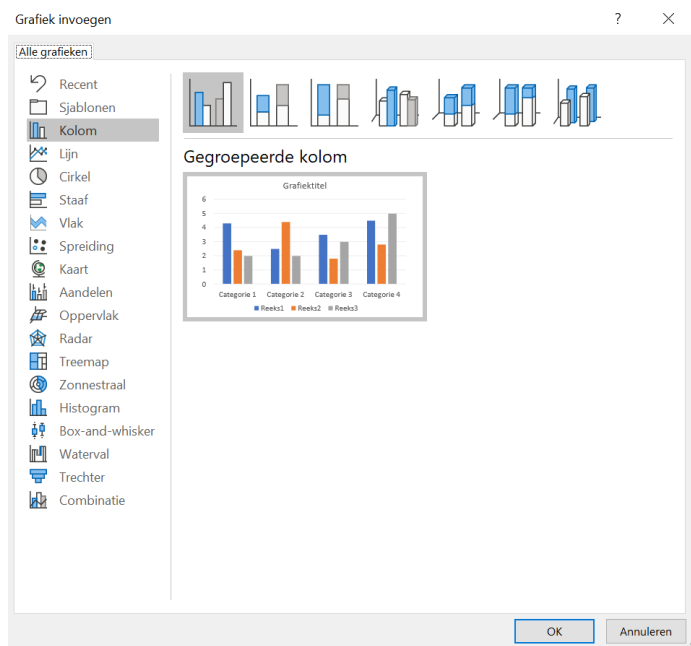 Grafiek invoegen
?
Alle grafieken
Recent
Sjablonen
Kolom
Lijn
Cirkel
Staaf
Vlak
Spreiding
Kaart
Aandelen
Oppervlak
Radar
Treemap
Zonnestraal
Histogram
Box-and-whisker
Waterval
Trechter
Combinatie
Gegroepeerde kolom
Grafiektitel
6
5
4
3
2
1
0
Categorie 1 Categorie 2 Categorie 3 Categorie 4
Reeks1 Reeks2 Reeks3
OK Annuleren